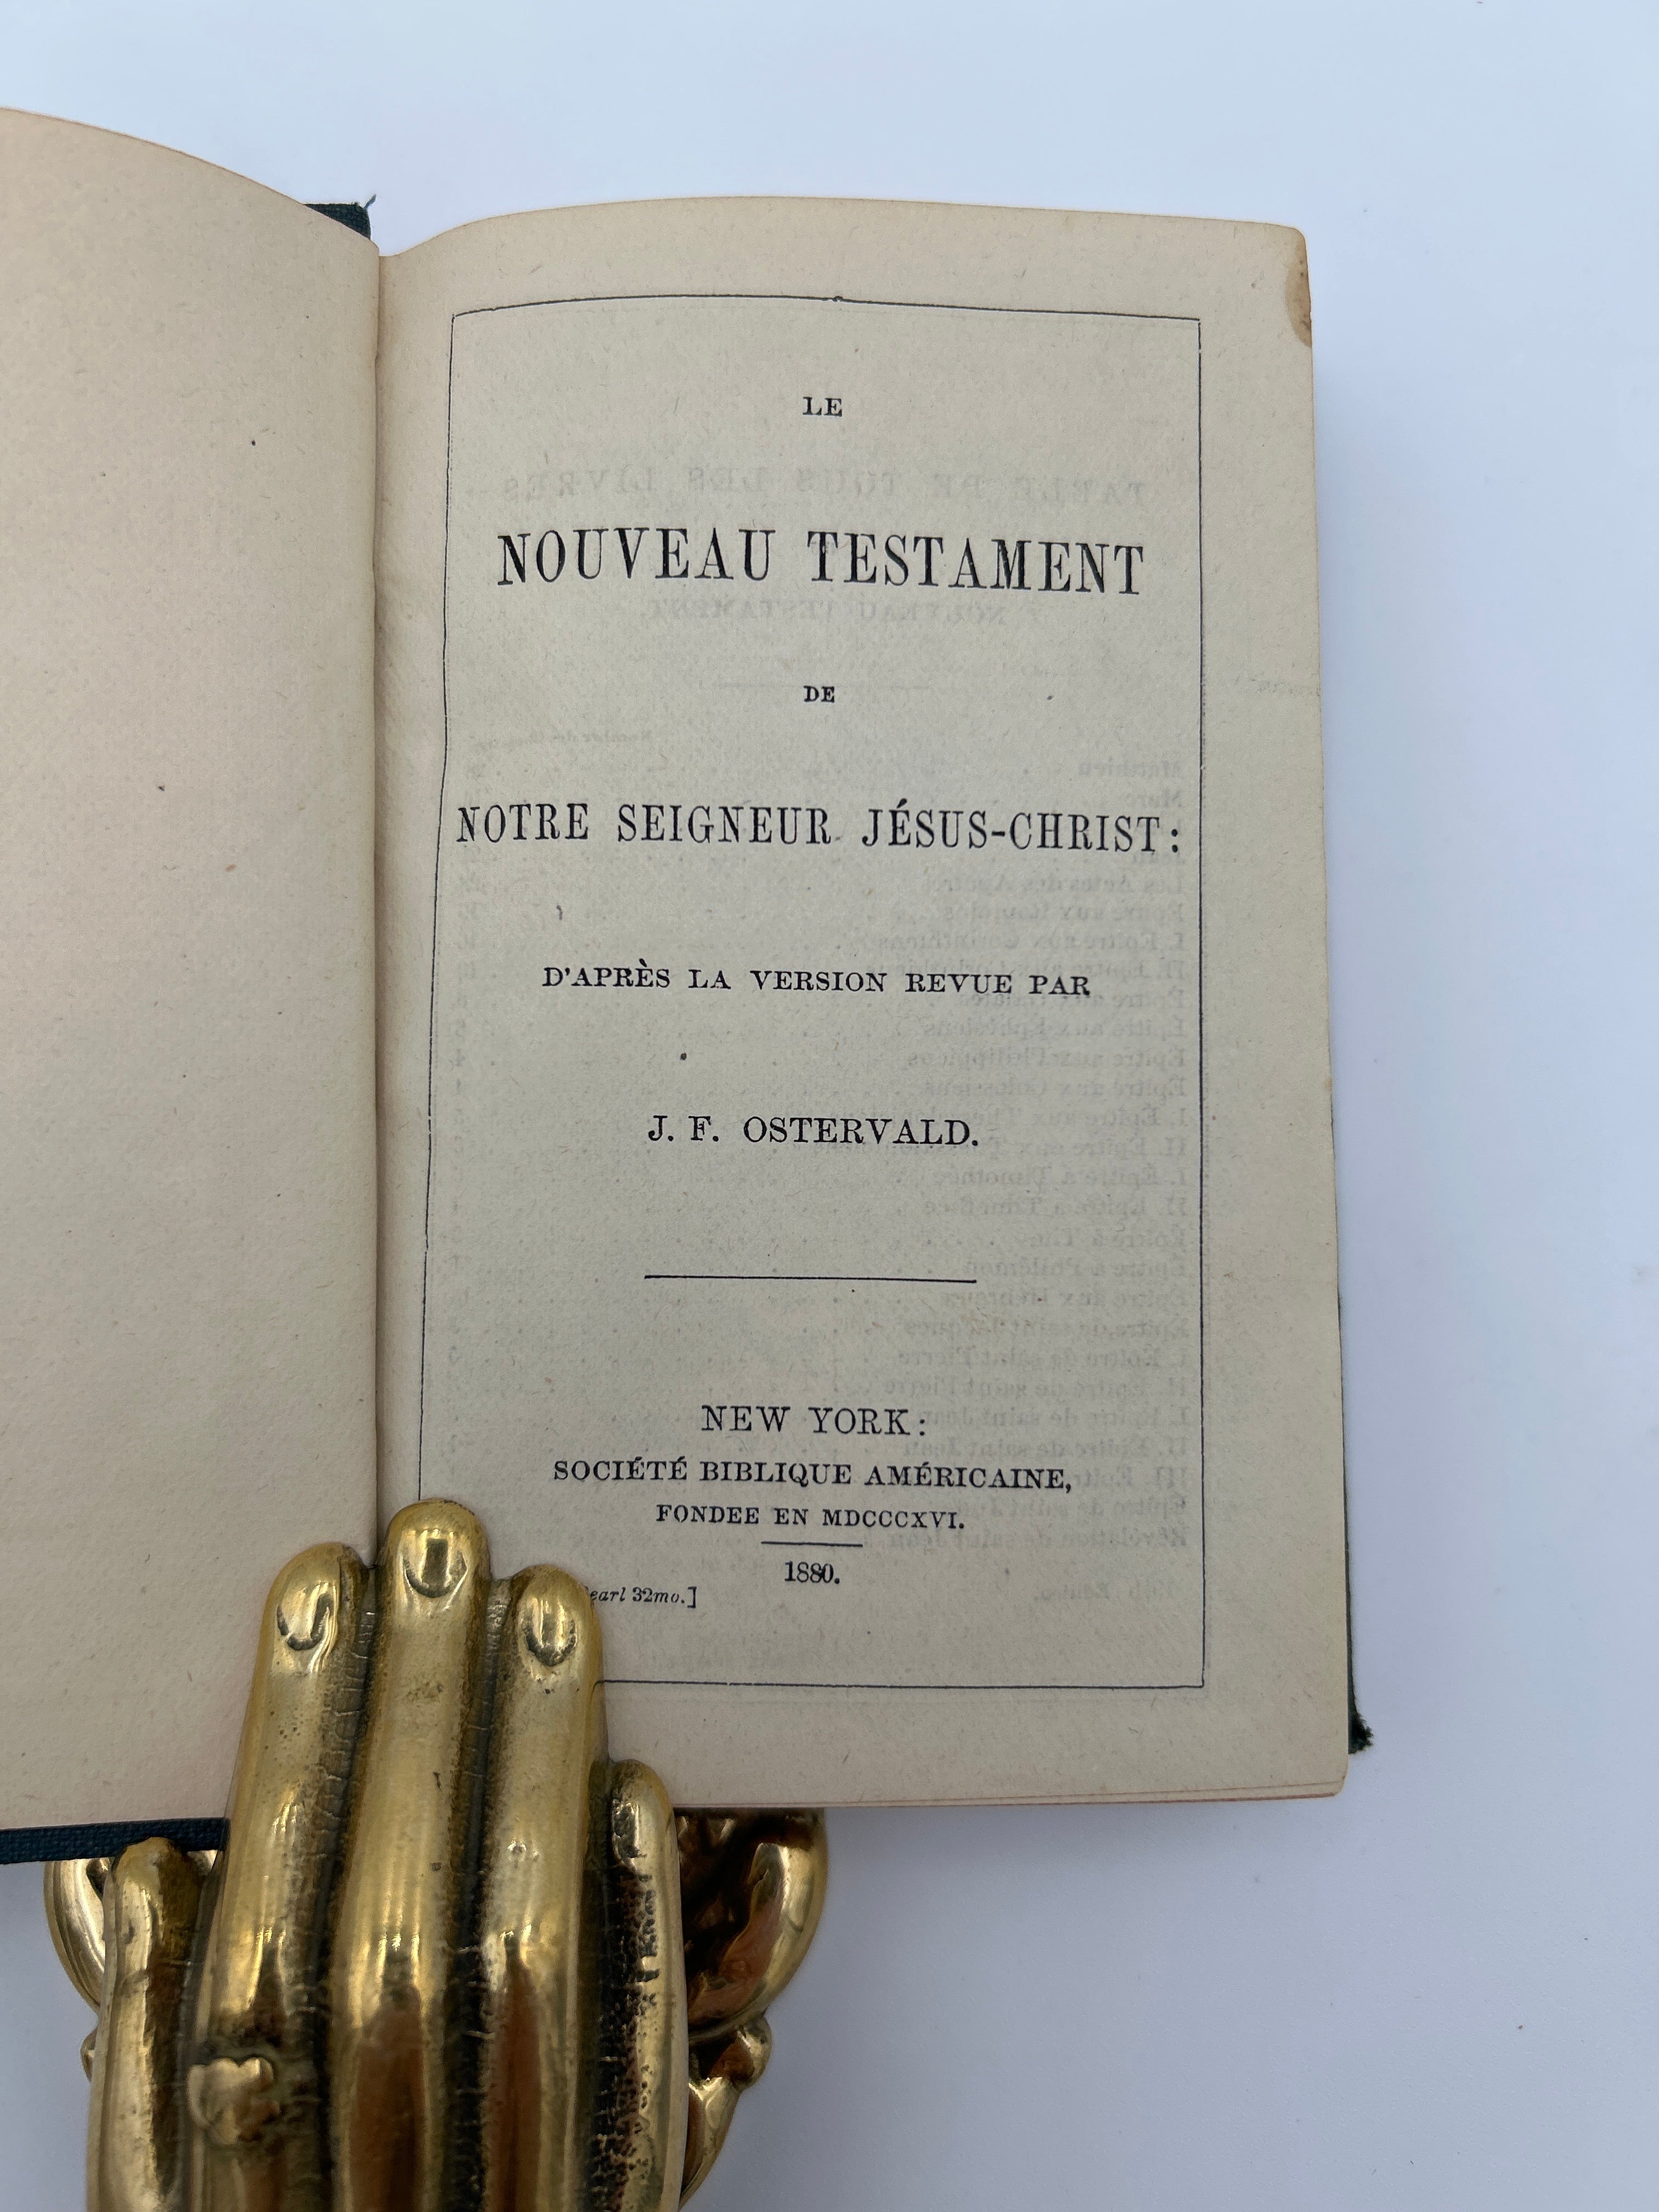 LE
NOUVEAU TESTAMENT
DE
NOTRE SEIGNEUR JÉSUS-CHRIST:
D'APRÈS LA VERSION REVUE PAR
J. F. OSTERVALD.
NEW YORK:
SOCIÉTÉ BIBLIQUE AMÉRICAINE,
FONDEE EN MDCCCXVI.
1880.
32mo.]